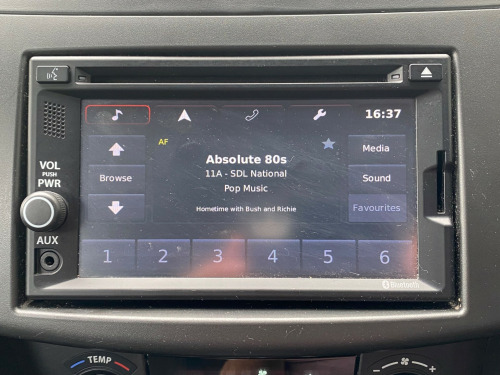 16:37
AF
VOL
PUSH
PWR
AUX
Browse
Absolute 80s
11A - SDL National
Pop Music
Hometime with Bush and Richie
Media
Sound
Favourites
1 2 3 4 5 6
Bluetooth
TEMP